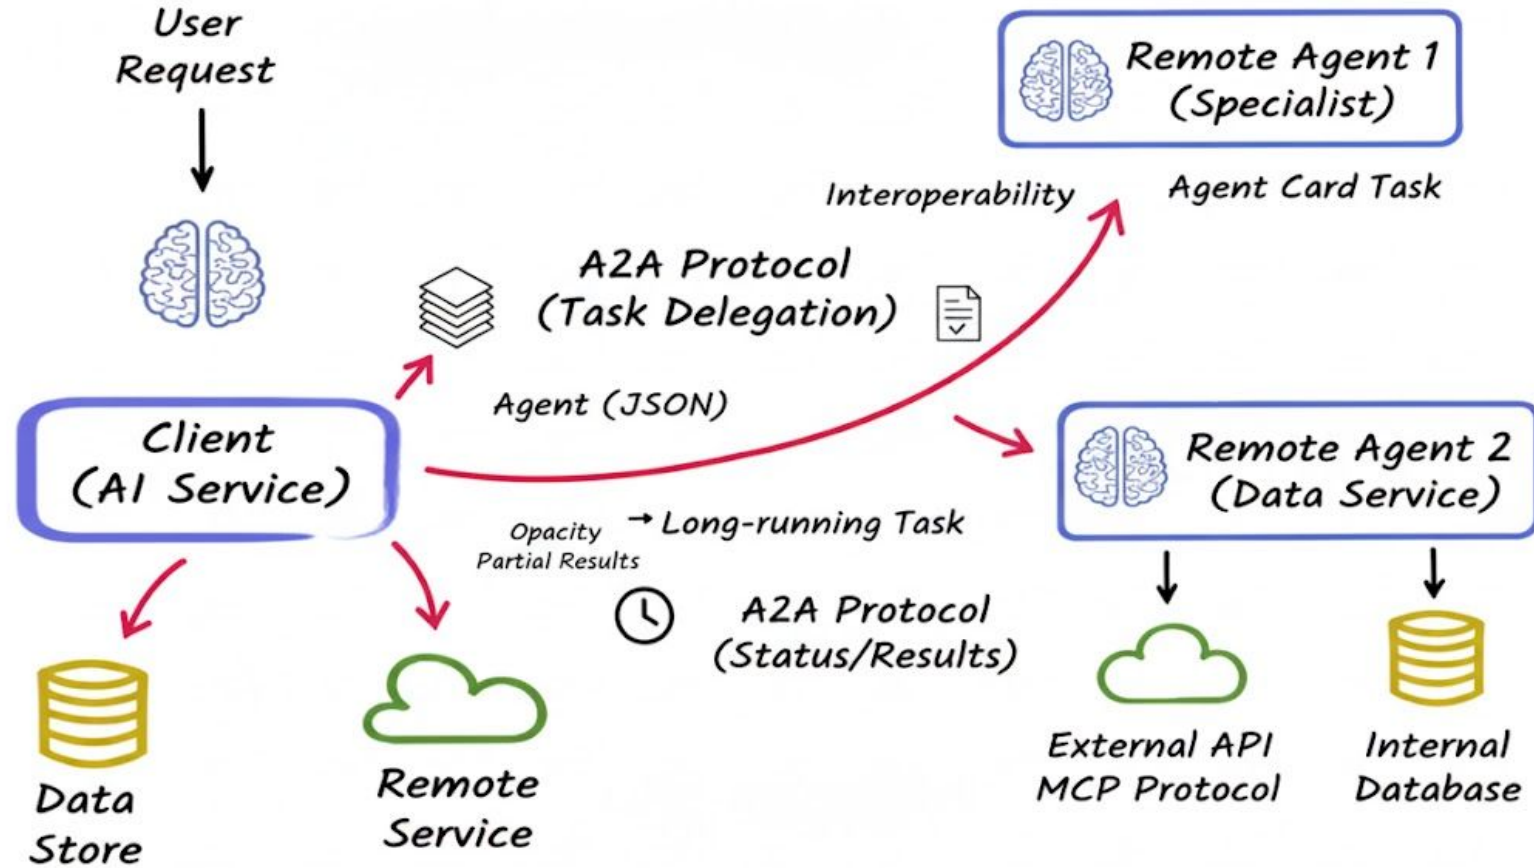 User
Request
Remote Agent 1
(Specialist)
Interoperability
Agent Card Task
A2A Protocol
(Task Delegation)
Agent (JSON)
Client
(AI Service)
Remote Agent 2
(Data Service)
Opacity
Partial Results
→ Long-running Task
A2A Protocol
(Status/Results)
Data
Store
Remote
Service
External API
MCP Protocol
Internal
Database